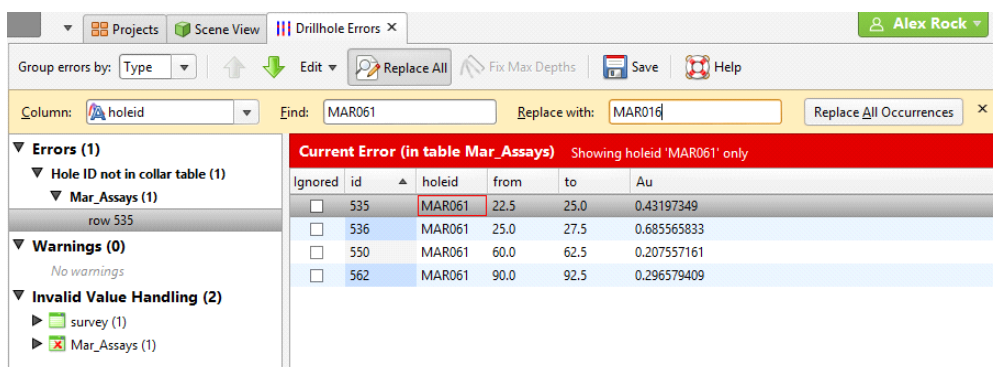 Projects Scene View Drillhole Errors × Alex Rock
Group errors by: Type Edit Replace All Fix Max Depths Save Help
Column: holeid Find: MAR061 Replace with: MAR016 Replace All Occurrences ×
Errors (1)
Hole ID not in collar table (1)
Mar_Assays (1)
row 535
Warnings (0)
No warnings
Invalid Value Handling (2)
survey (1)
Mar_Assays (1)
Current Error (in table Mar_Assays) Showing holeid 'MAR061' only
Ignored id holeid from to Au
535 MAR061 22.5 25.0 0.43197349
536 MAR061 25.0 27.5 0.685565833
550 MAR061 60.0 62.5 0.207557161
562 MAR061 90.0 92.5 0.296579409